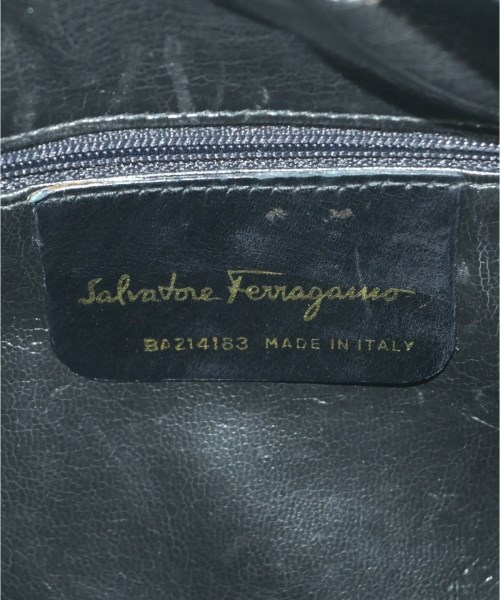 Salvatore Ferragamo
BA214183 MADE IN ITALY